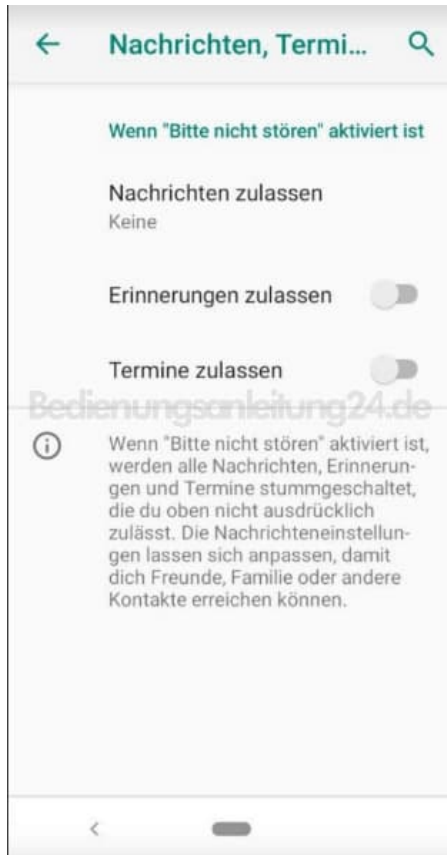 Nachrichten, Termi...
Wenn "Bitte nicht stören" aktiviert ist
Nachrichten zulassen
Keine
Erinnerungen zulassen
Termine zulassen
Bedienungsanleitung24.de
Wenn "Bitte nicht stören" aktiviert ist,
werden alle Nachrichten, Erinnerun-
gen und Termine stummgeschaltet,
die du oben nicht ausdrücklich
zulässt. Die Nachrichteneinstellun-
gen lassen sich anpassen, damit
dich Freunde, Familie oder andere
Kontakte erreichen können.